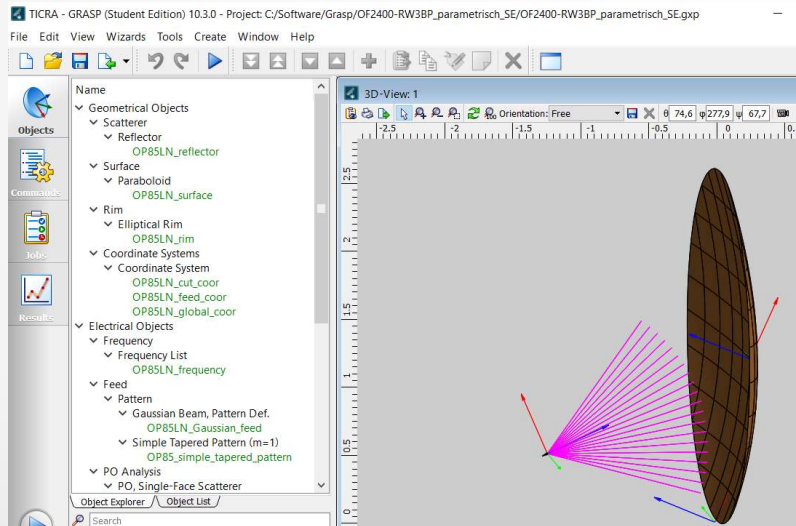 TICRA - GRASP (Student Edition) 10.3.0 - Project: C:/Software/Grasp/OF2400-RW3BP_parametrisch_SE/OF2400-RW3BP_parametrisch_SE.gxp
File Edit View Wizards Tools Create Window Help
Objects
Commands
Jobs
Results
Name
Geometrical Objects
Scatterer
Reflector
OP85LN_reflector
Surface
Paraboloid
OP85LN_surface
Rim
Elliptical Rim
OP85LN_rim
Coordinate Systems
Coordinate System
OP85LN_cut_coor
OP85LN_feed_coor
OP85LN_global_coor
Electrical Objects
Frequency
Frequency List
OP85LN_frequency
Feed
Pattern
Gaussian Beam, Pattern Def.
OP85LN_Gaussian_feed
Simple Tapered Pattern (m=1)
OP85_simple_tapered_pattern
PO Analysis
PO, Single-Face Scatterer
Object Explorer Object List
Search
3D-View: 1
Orientation: Free θ 74,6 φ 277,9 ψ 67,7
-2.5 -2 -1.5 -1 -0.5 0 0.
2.5
2
1.5
1
0.5
0